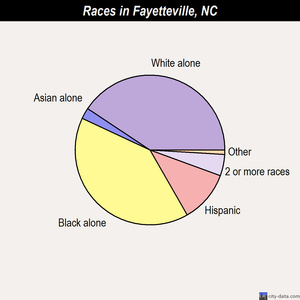 Races in Fayetteville, NC
White alone
Asian alone
Other
2 or more races
Hispanic
Black alone
city-data.com